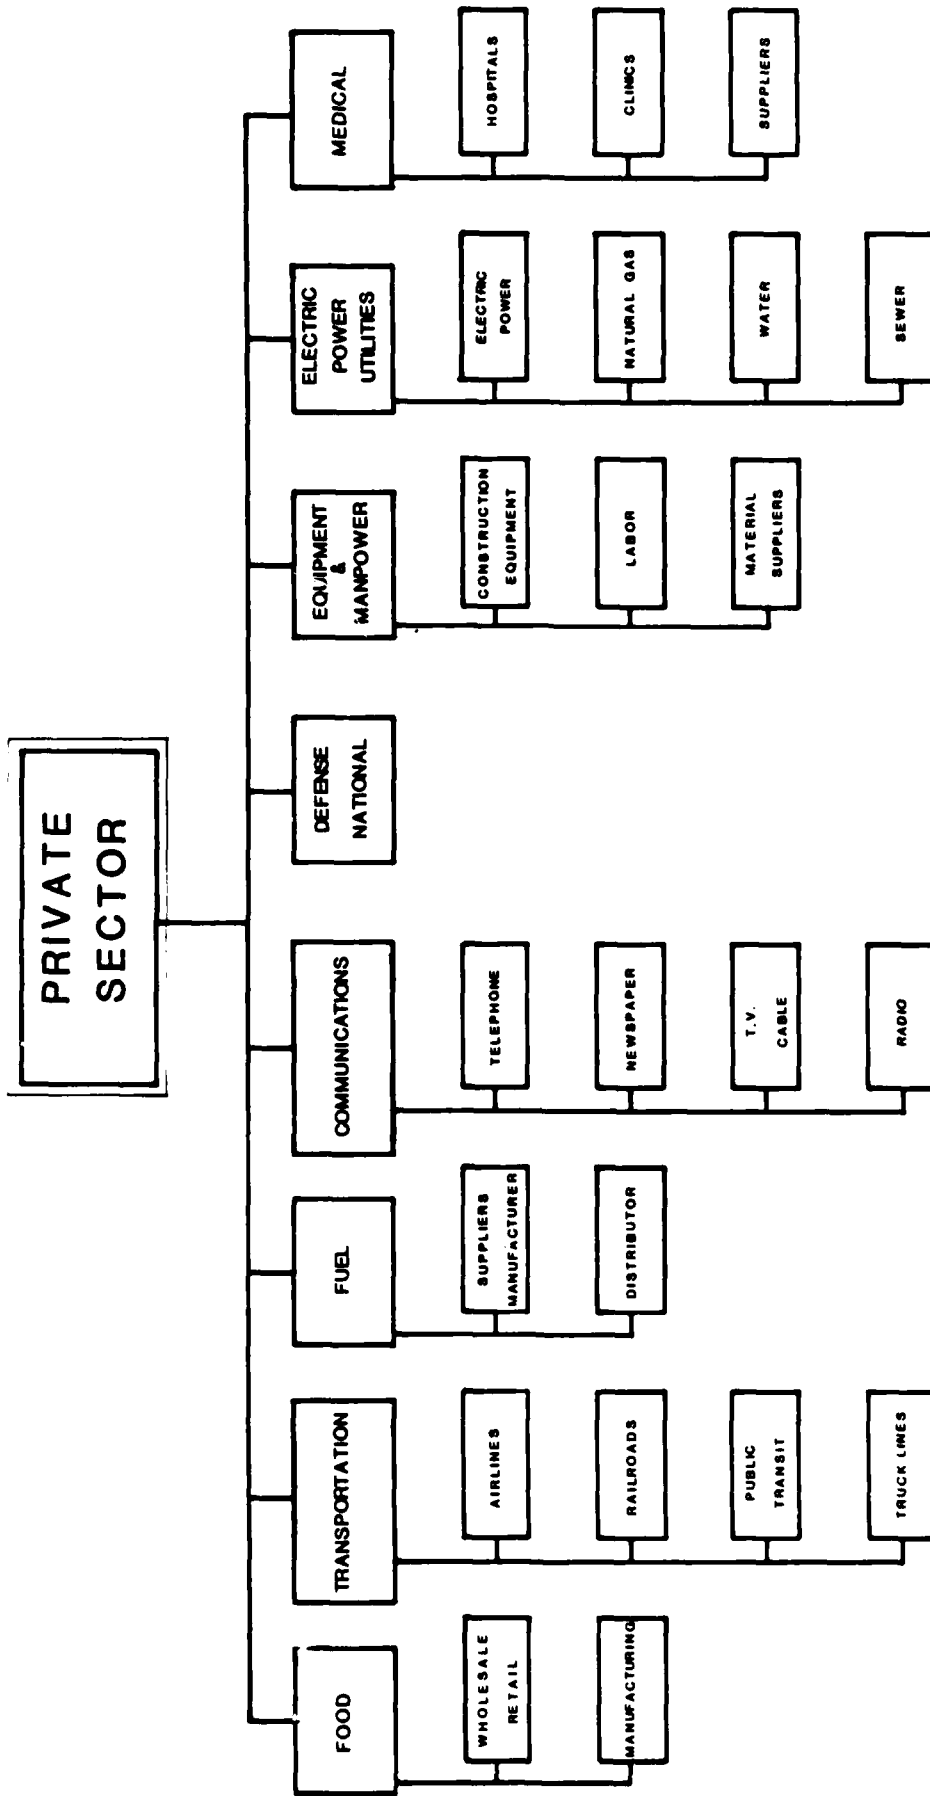 PRIVATE
SECTOR
FOOD
TRANSPORTATION
FUEL
COMMUNICATIONS
DEFENSE
NATIONAL
EQUIPMENT
&
MANPOWER
ELECTRIC
POWER
UTILITIES
MEDICAL
WHOLESALE
RETAIL
MANUFACTURING
AIRLINES
RAILROADS
PUBLIC
TRANSIT
TRUCK LINES
SUPPLIERS
MANUFACTURER
DISTRIBUTOR
TELEPHONE
NEWSPAPER
T.V.
CABLE
RADIO
CONSTRUCTION
EQUIPMENT
LABOR
MATERIAL
SUPPLIERS
ELECTRIC
POWER
NATURAL GAS
WATER
SEWER
HOSPITALS
CLINICS
SUPPLIERS